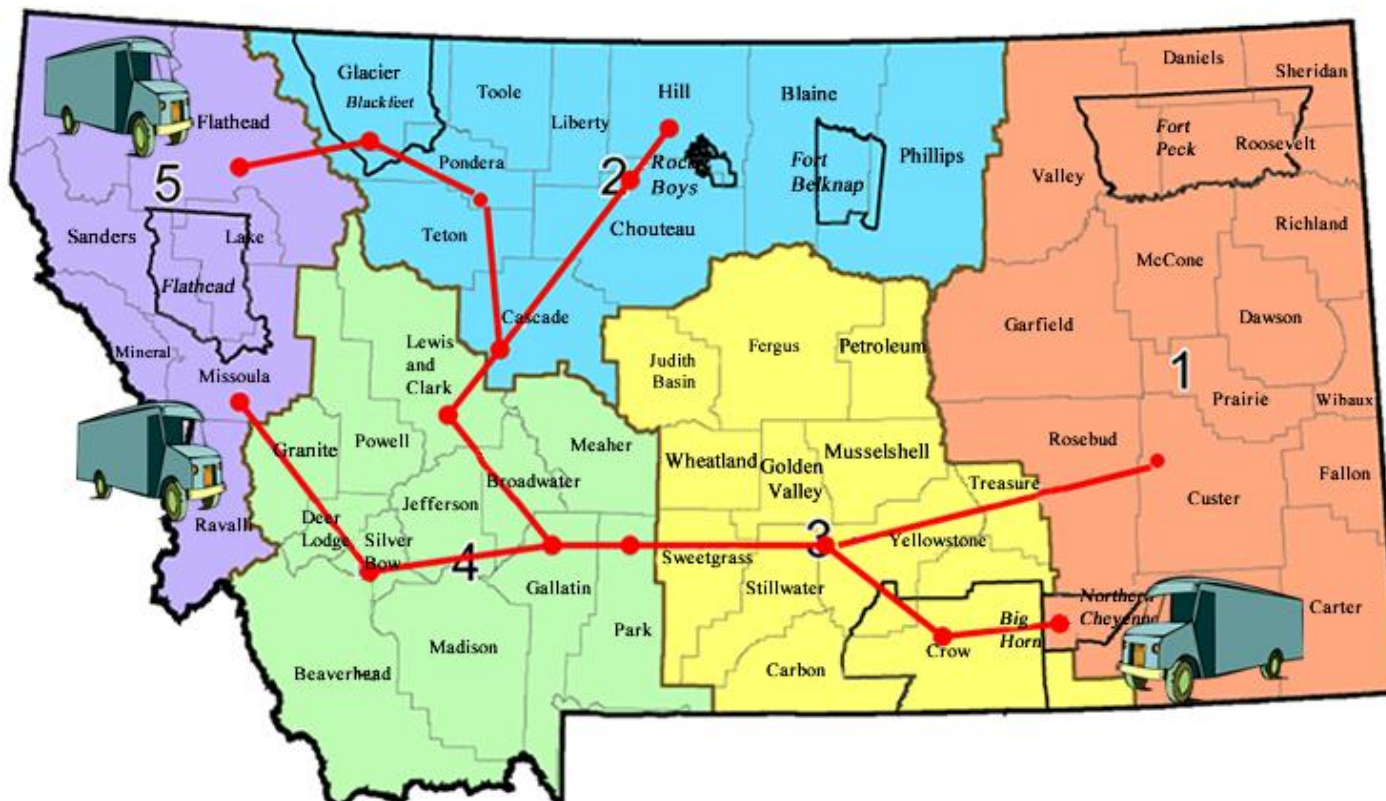 Daniels
Sheridan
Glacier
Blackfeet
Toole
Hill
Blaine
Liberty
Flathead
Fort
Peck
Roosevelt
Phillips
Pondera
2
Rocky
Boys
Fort
Belknap
Valley
5
Richland
Sanders
Lake
Teton
Chouteau
McCone
Flathead
Cascade
Garfield
Dawson
Mineral
Missoula
Lewis
and
Clark
Judith
Basin
Fergus
Petroleum
1
Prairie
Wibaux
Granite
Powell
Meaher
Wheatland
Golden
Valley
Musselshell
Rosebud
Treasure
Fallon
Custer
Broadwater
Jefferson
Ravalli
Deer
Lodge
Silver
Bow
4
Gallatin
Sweetgrass
3
Yellowstone
Stillwater
Park
Madison
Beaverhead
Carbon
Crow
Big
Horn
Northern
Cheyenne
Carter